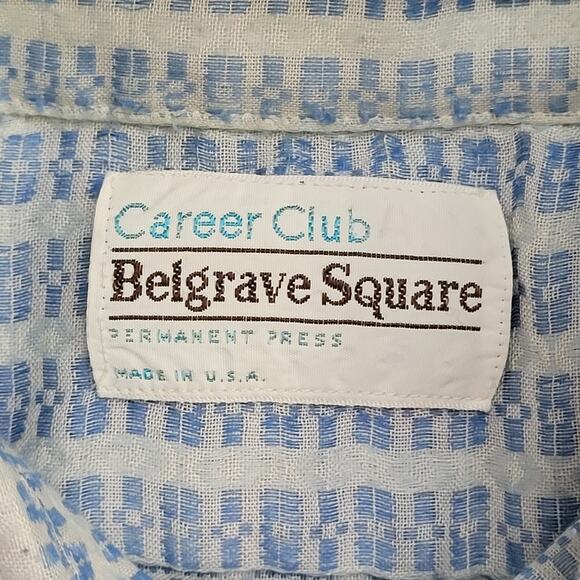 Career Club
Belgrave Square
PERMANENT PRESS
MADE IN U.S.A.